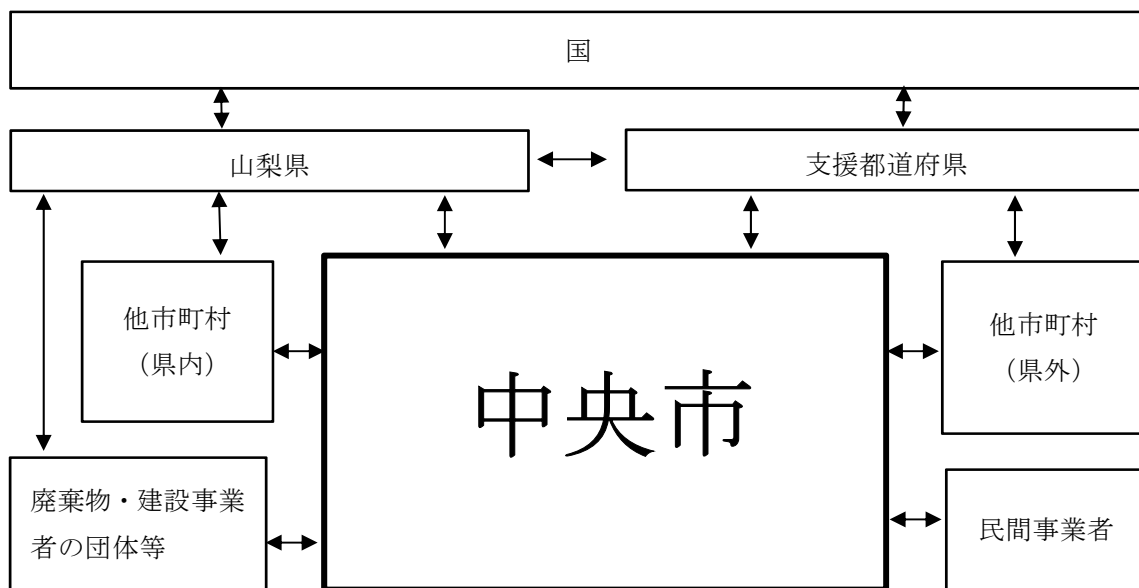 国
山梨県
支援都道府県
他市町村
（県内）
中央市
他市町村
（県外）
廃棄物・建設事業
者の団体等
民間事業者